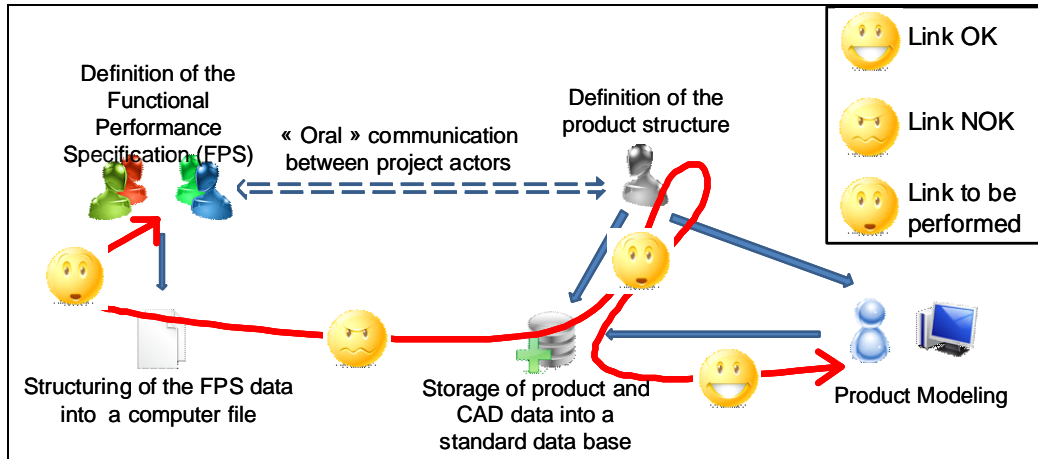 Definition of the
Functional
Performance
Specification (FPS)
« Oral » communication
between project actors
Definition of the
product structure
Link OK
Link NOK
Link to be
performed
Structuring of the FPS data
into a computer file
Storage of product and
CAD data into a
standard data base
Product Modeling